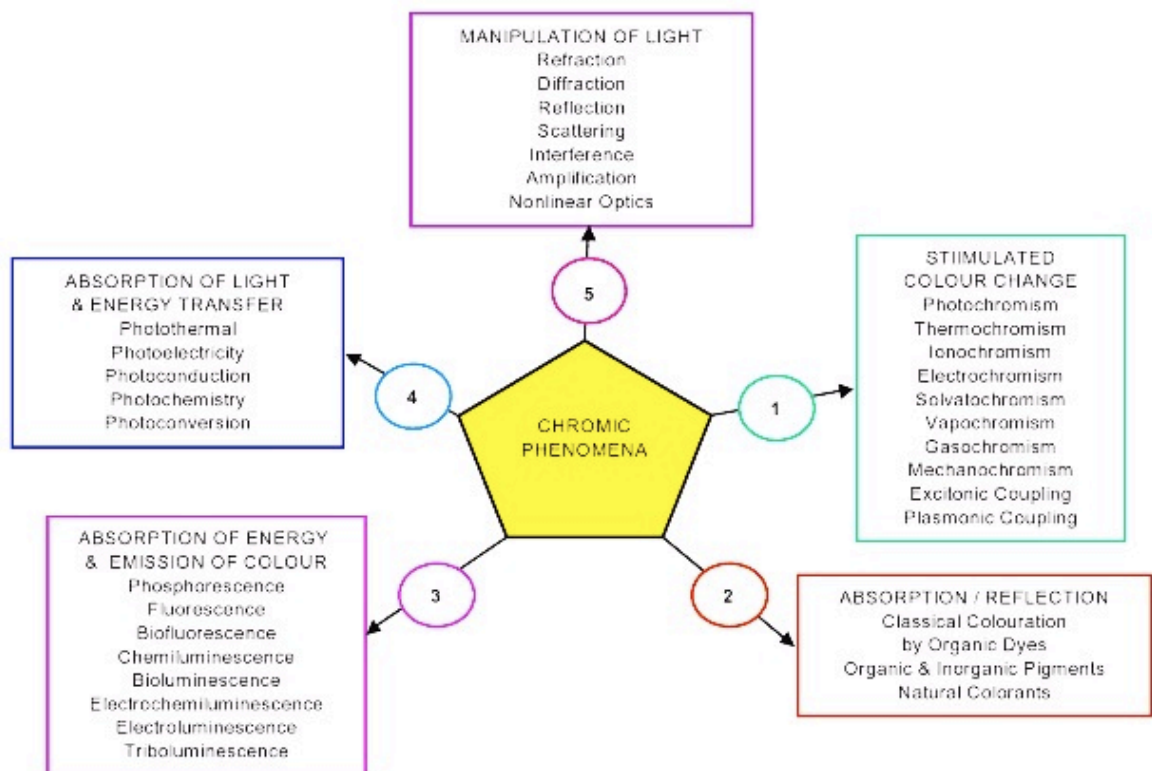 MANIPULATION OF LIGHT
Refraction
Diffraction
Reflection
Scattering
Interference
Amplification
Nonlinear Optics
5
STIIMULATED
COLOUR CHANGE
Photochromism
Thermochromism
Ionochromism
Electrochromism
Solvatochromism
Vapochromism
Gasochromism
Mechanochromism
Excitonic Coupling
Plasmonic Coupling
1
ABSORPTION OF LIGHT
& ENERGY TRANSFER
Photothermal
Photoelectricity
Photoconduction
Photochemistry
Photoconversion
4
CHROMIC
PHENOMENA
ABSORPTION OF ENERGY
& EMISSION OF COLOUR
Phosphorescence
Fluorescence
Biofluorescence
Chemiluminescence
Bioluminescence
Electrochemiluminescence
Electroluminescence
Triboluminescence
3
2
ABSORPTION / REFLECTION
Classical Colouration
by Organic Dyes
Organic & Inorganic Pigments
Natural Colorants